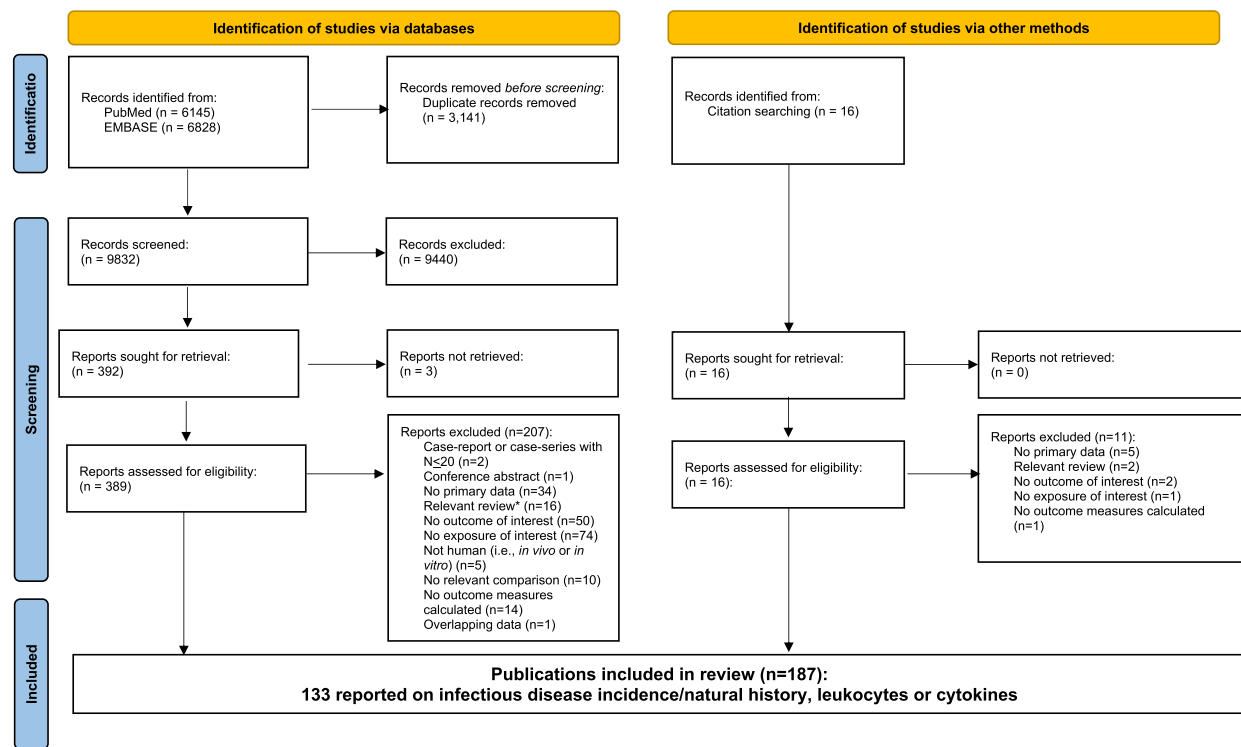 Identification of studies via databases
Identification of studies via other methods
Identificatio
Records identified from:
PubMed (n = 6145)
EMBASE (n = 6828)
Records removed before screening:
Duplicate records removed
(n = 3,141)
Records identified from:
Citation searching (n = 16)
Screening
Records screened:
(n = 9832)
Records excluded:
(n = 9440)
Reports sought for retrieval:
(n = 392)
Reports not retrieved:
(n = 3)
Reports sought for retrieval:
(n = 16)
Reports not retrieved:
(n = 0)
Reports assessed for eligibility:
(n = 389)
Reports excluded (n=207):
Case-report or case-series with
N≤20 (n=2)
Conference abstract (n=1)
No primary data (n=34)
Relevant review* (n=16)
No outcome of interest (n=50)
No exposure of interest (n=74)
Not human (i.e., in vivo or in
vitro) (n=5)
No relevant comparison (n=10)
No outcome measures
calculated (n=14)
Overlapping data (n=1)
Reports assessed for eligibility:
(n = 16):
Reports excluded (n=11):
No primary data (n=5)
Relevant review (n=2)
No outcome of interest (n=2)
No exposure of interest (n=1)
No outcome measures calculated
(n=1)
Included
Publications included in review (n=187):
133 reported on infectious disease incidence/natural history, leukocytes or cytokines